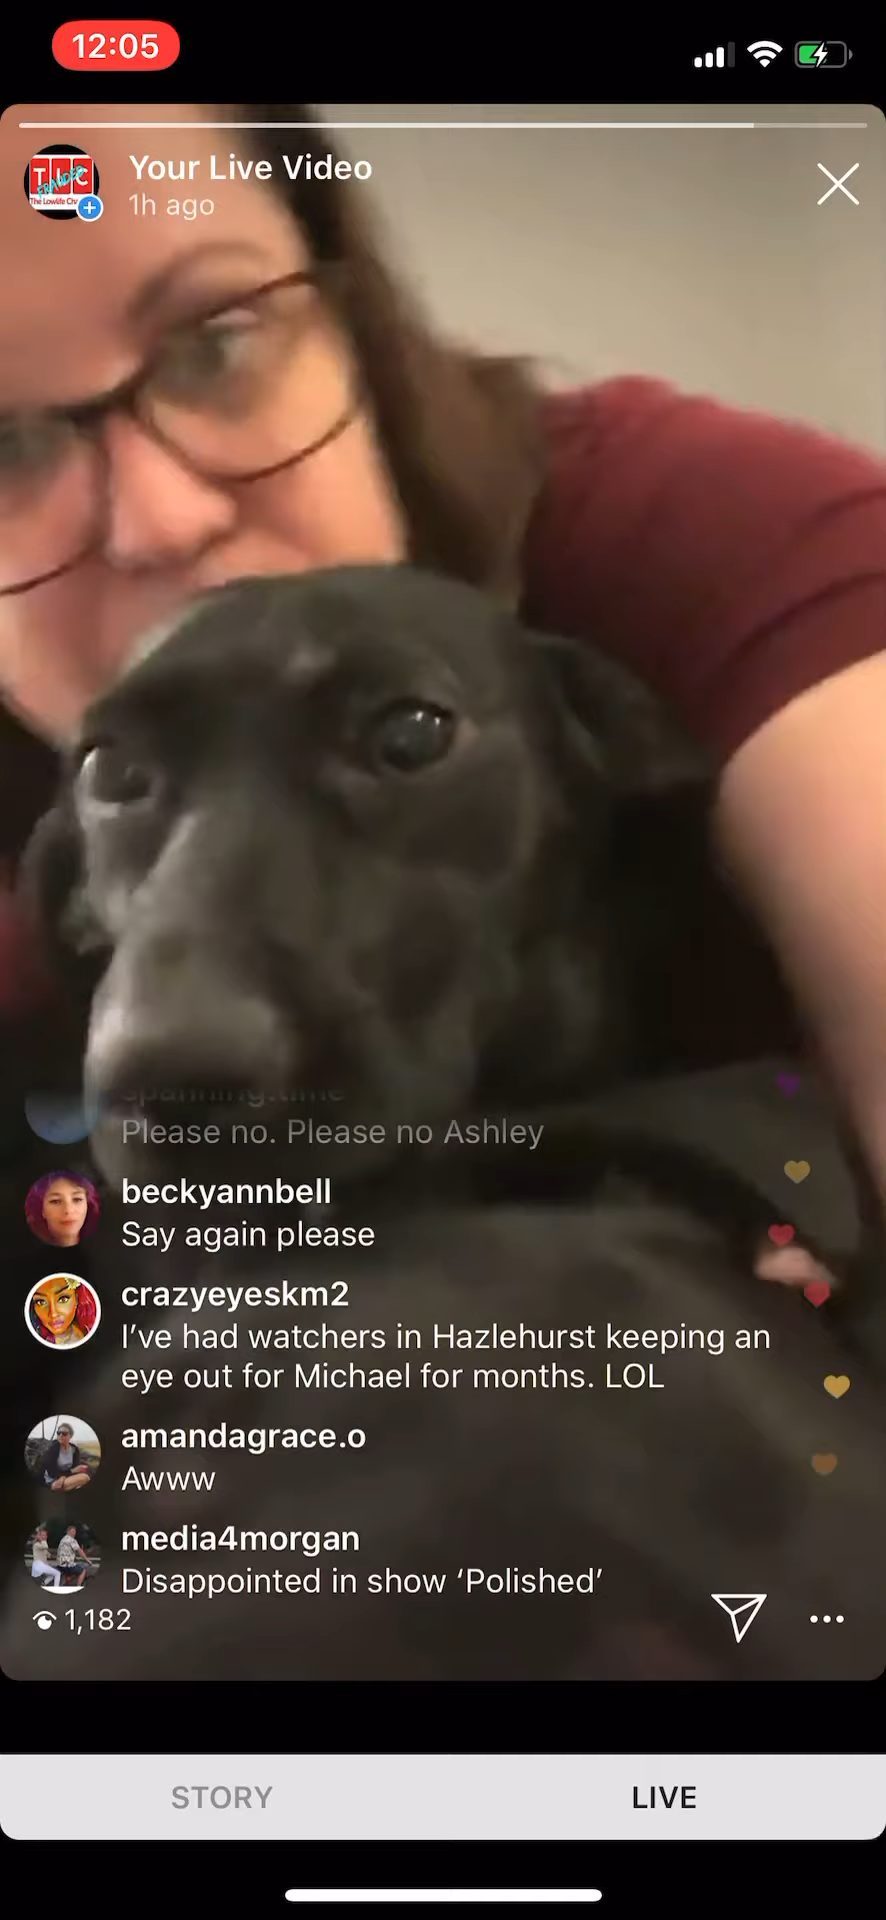 12:05
Your Live Video
1h ago
TLC
FRAUDED
Please no. Please no Ashley
beckyannbell
Say again please
crazyeyeskm2
I've had watchers in Hazlehurst keeping an
eye out for Michael for months. LOL
amandagrace.o
Awww
media4morgan
Disappointed in show 'Polished'
1,182
STORY
LIVE